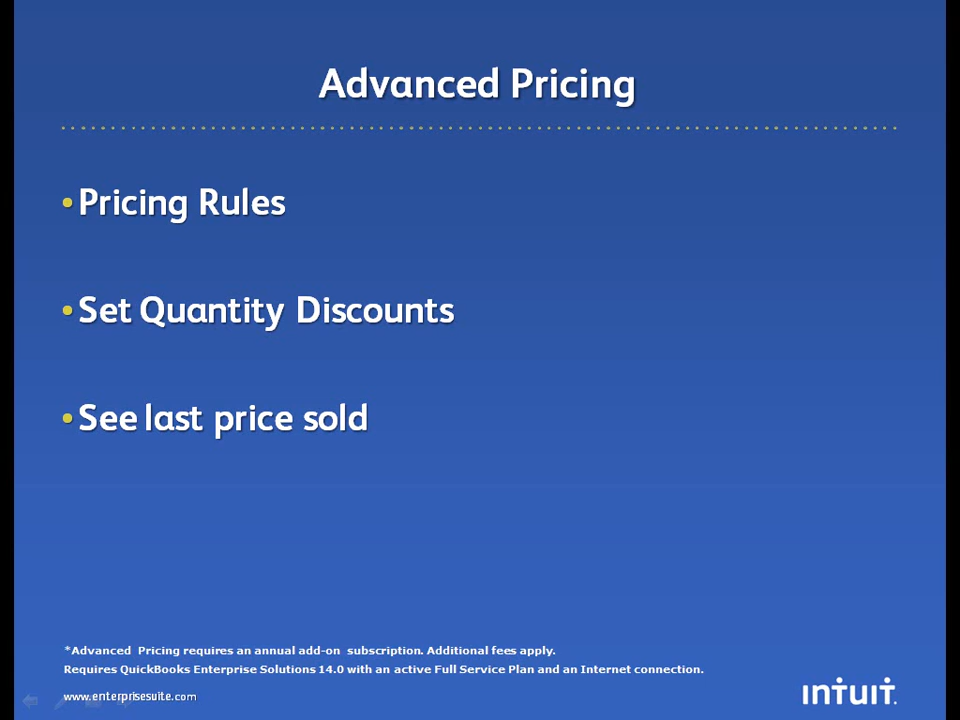 Advanced Pricing
•Pricing Rules
•Set Quantity Discounts
•See last price sold
*Advanced Pricing requires an annual add-on subscription. Additional fees apply.
Requires QuickBooks Enterprise Solutions 14.0 with an active Full Service Plan and an Internet connection.
www.enterprisesuite.com
intuit.